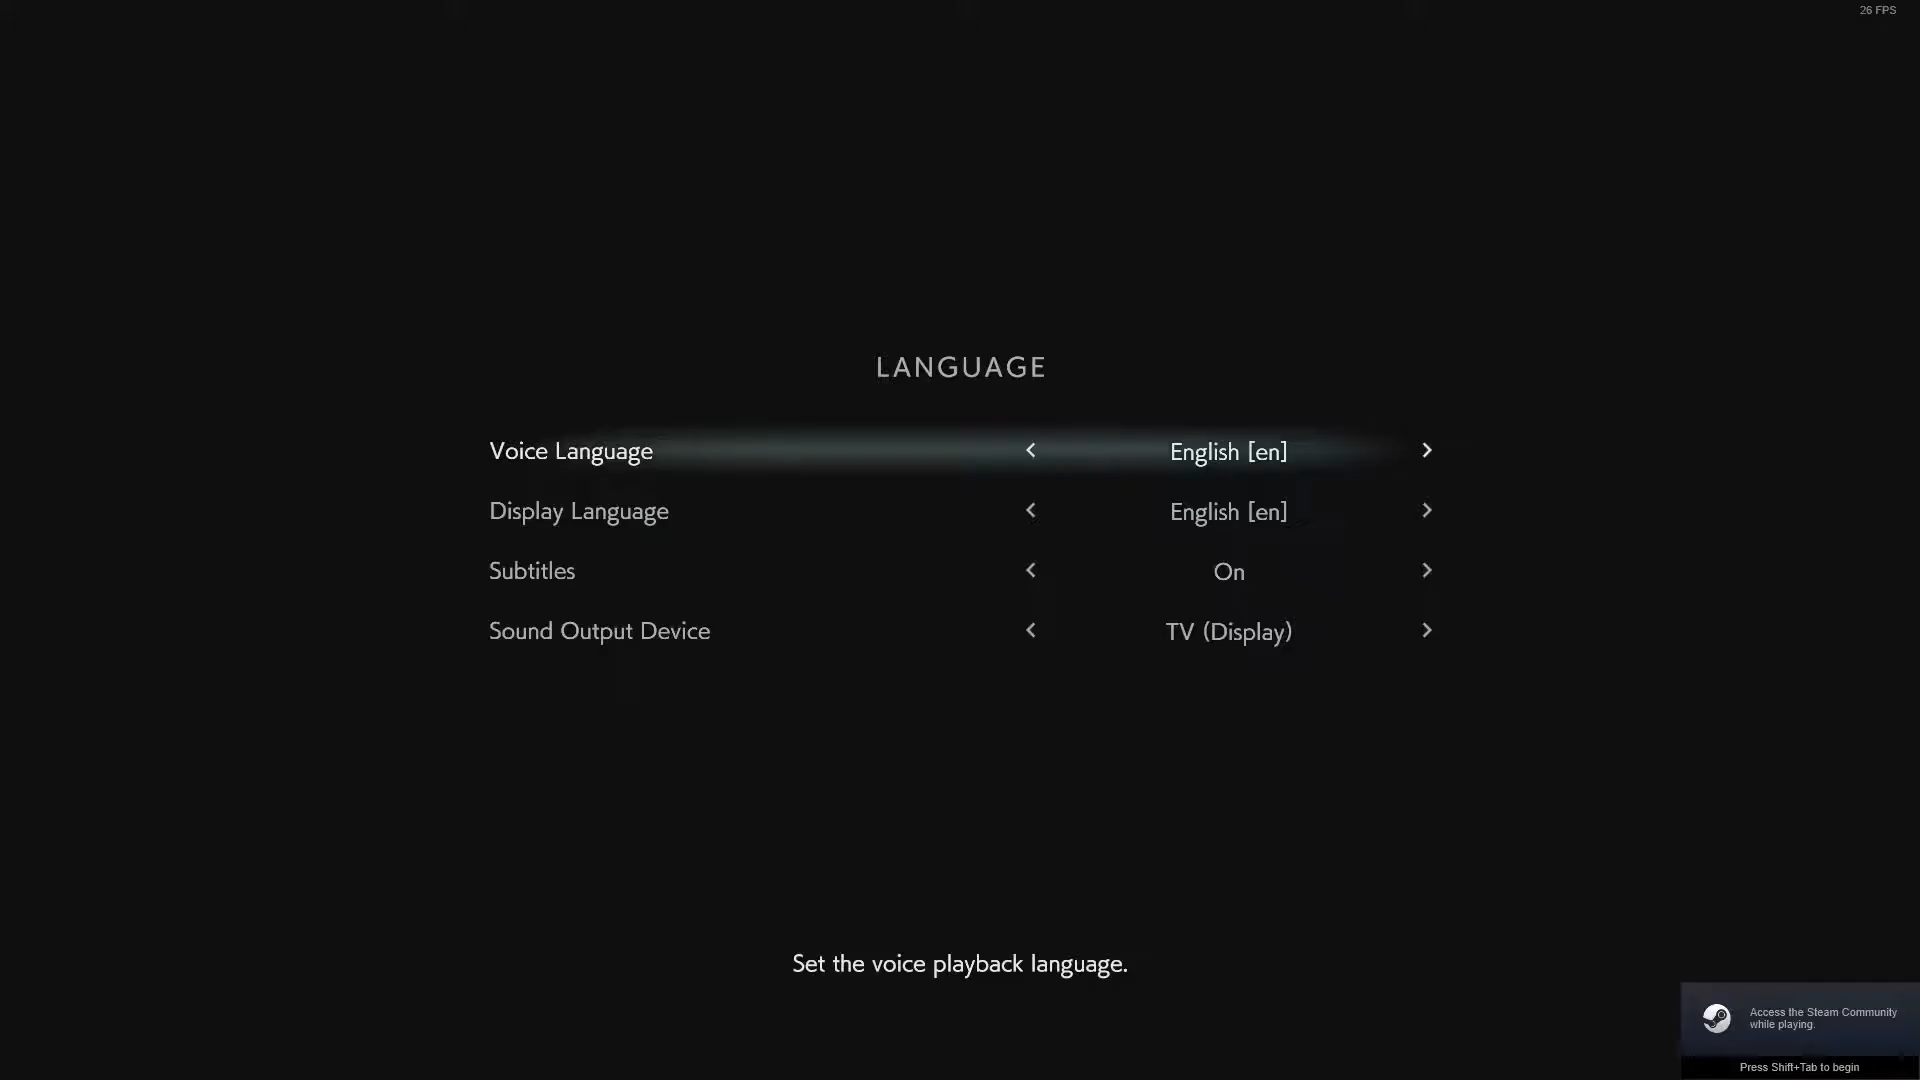 26 FPS
LANGUAGE
Voice Language < English [en] >
Display Language < English [en] >
Subtitles < On >
Sound Output Device < TV (Display) >
Set the voice playback language.
Access the Steam Community
while playing.
Press Shift+Tab to begin